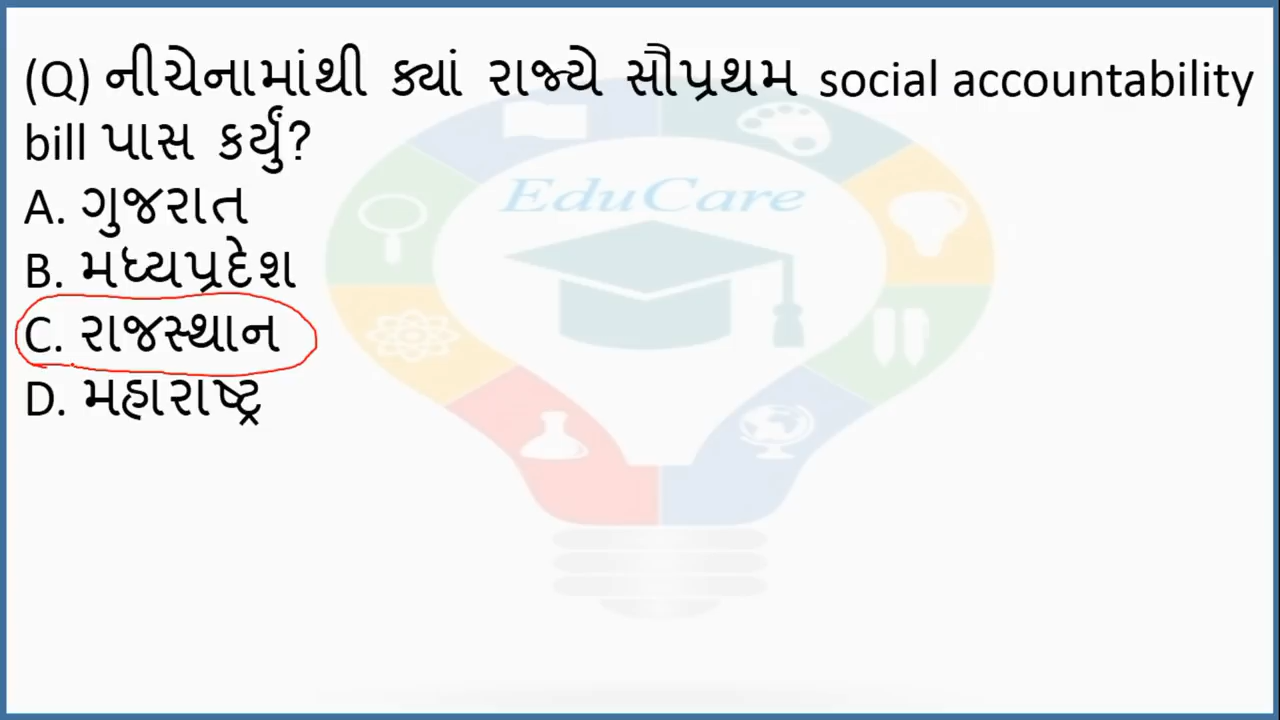 (Q) નીચેનામાંથી ક્યાં રાજ્યે સૌપ્રથમ social accountability
bill પાસ કર્યું?
EduCare
A. ગુજરાત
B. મધ્યપ્રદેશ
C. રાજસ્થાન
D. મહારાષ્ટ્ર